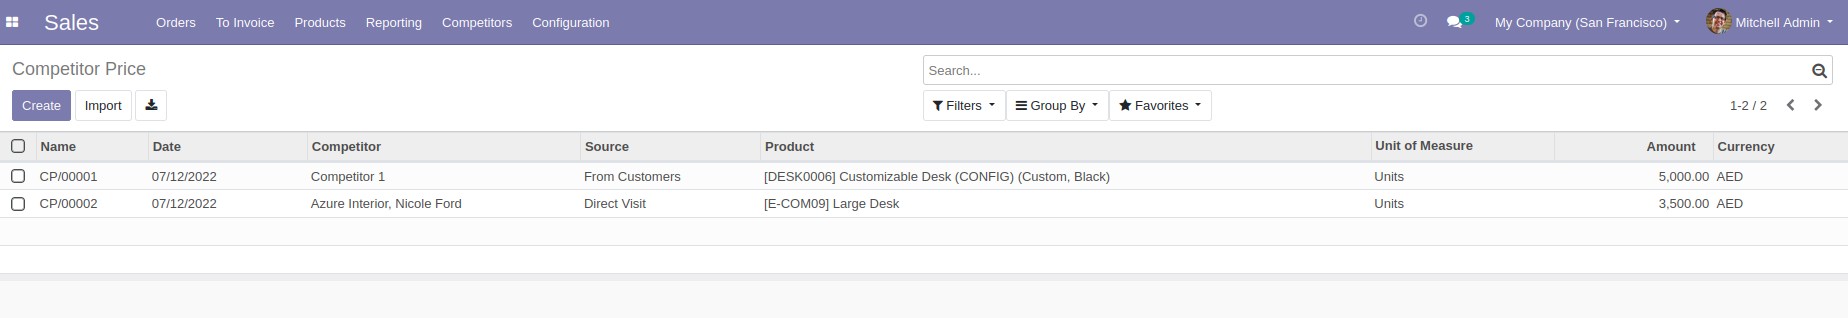 Sales Orders To Invoice Products Reporting Competitors Configuration 3 My Company (San Francisco) Mitchell Admin
Competitor Price Search...
Create Import Filters Group By Favorites 1-2 / 2
Name Date Competitor Source Product Unit of Measure Amount Currency
CP/00001 07/12/2022 Competitor 1 From Customers [DESK0006] Customizable Desk (CONFIG) (Custom, Black) Units 5,000.00 AED
CP/00002 07/12/2022 Azure Interior, Nicole Ford Direct Visit [E-COM09] Large Desk Units 3,500.00 AED